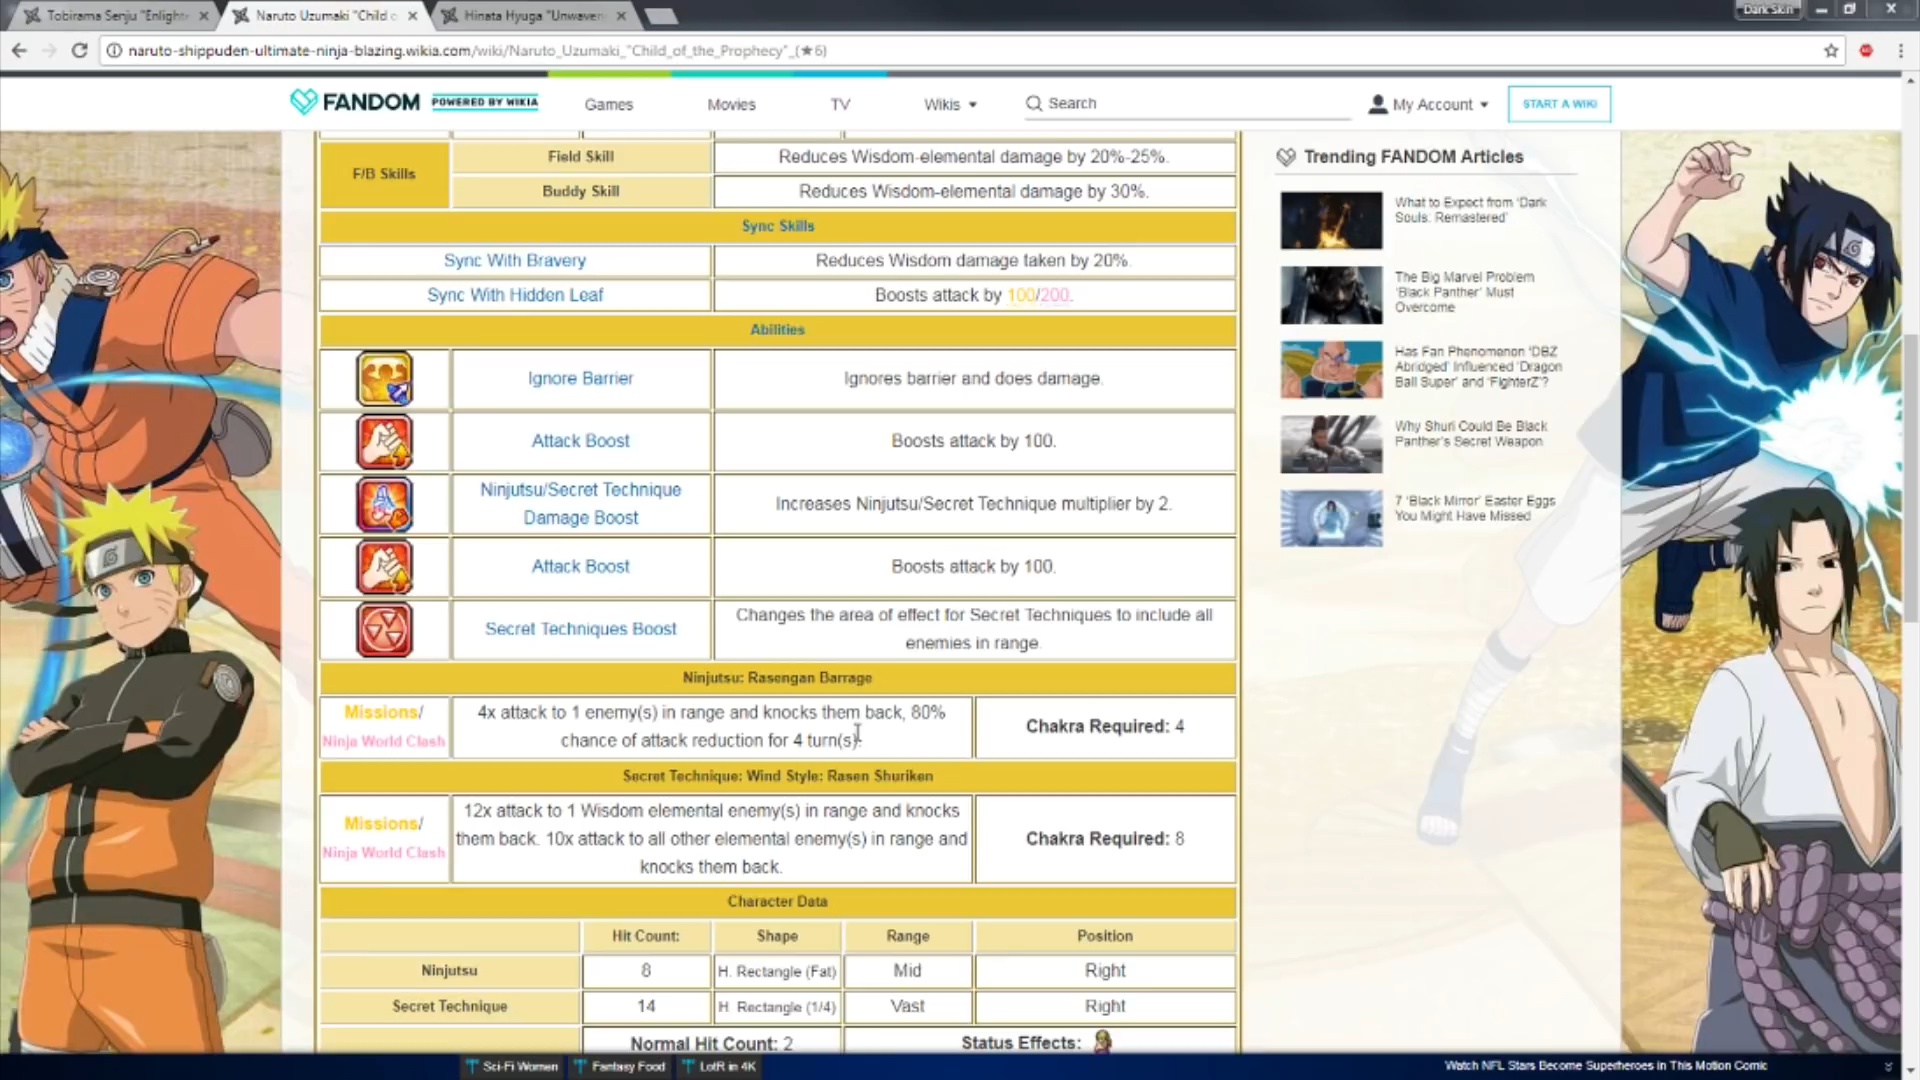 Tobirama Senju "Enlight
Naruto Uzumaki "Child o
Hinata Hyuga "Unwaveri
Dark Skin
naruto-shippuden-ultimate-ninja-blazing.wikia.com/wiki/Naruto_Uzumaki_"Child_of_the_Prophecy"_(★6)
FANDOM POWERED BY WIKIA
Games
Movies
TV
Wikis
Search
My Account
START A WIKI
F/B Skills
Field Skill
Reduces Wisdom-elemental damage by 20%-25%.
Buddy Skill
Reduces Wisdom-elemental damage by 30%.
Sync Skills
Sync With Bravery
Reduces Wisdom damage taken by 20%.
Sync With Hidden Leaf
Boosts attack by 100/200.
Abilities
Ignore Barrier
Ignores barrier and does damage.
Attack Boost
Boosts attack by 100.
Ninjutsu/Secret Technique
Damage Boost
Increases Ninjutsu/Secret Technique multiplier by 2.
Attack Boost
Boosts attack by 100.
Secret Techniques Boost
Changes the area of effect for Secret Techniques to include all
enemies in range.
Ninjutsu: Rasengan Barrage
Missions/
Ninja World Clash
4x attack to 1 enemy(s) in range and knocks them back, 80%
chance of attack reduction for 4 turn(s).
Chakra Required: 4
Secret Technique: Wind Style: Rasen Shuriken
Missions/
Ninja World Clash
12x attack to 1 Wisdom elemental enemy(s) in range and knocks
them back. 10x attack to all other elemental enemy(s) in range and
knocks them back.
Chakra Required: 8
Character Data
Hit Count:
Shape
Range
Position
Ninjutsu
8
H. Rectangle (Fat)
Mid
Right
Secret Technique
14
H. Rectangle (1/4)
Vast
Right
Normal Hit Count: 2
Status Effects:
Trending FANDOM Articles
What to Expect from 'Dark
Souls: Remastered'
The Big Marvel Problem
'Black Panther' Must
Overcome
Has Fan Phenomenon 'DBZ
Abridged' Influenced 'Dragon
Ball Super' and 'FighterZ'?
Why Shuri Could Be Black
Panther's Secret Weapon
7 'Black Mirror' Easter Eggs
You Might Have Missed
Sci-Fi Women
Fantasy Food
LotR in 4K
Watch NFL Stars Become Superheroes in This Motion Comic